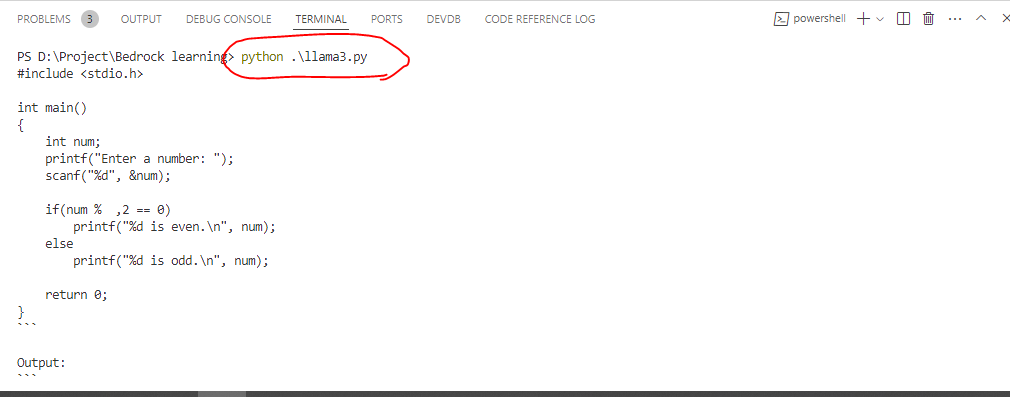 PROBLEMS 3 OUTPUT DEBUG CONSOLE TERMINAL PORTS DEVDB CODE REFERENCE LOG powershell
PS D:\Project\Bedrock learning> python .\llama3.py
#include <stdio.h>

int main()
{
    int num;
    printf("Enter a number: ");
    scanf("%d", &num);

    if(num %  ,2 == 0)
        printf("%d is even.\n", num);
    else
        printf("%d is odd.\n", num);

    return 0;
}
```

Output:
```